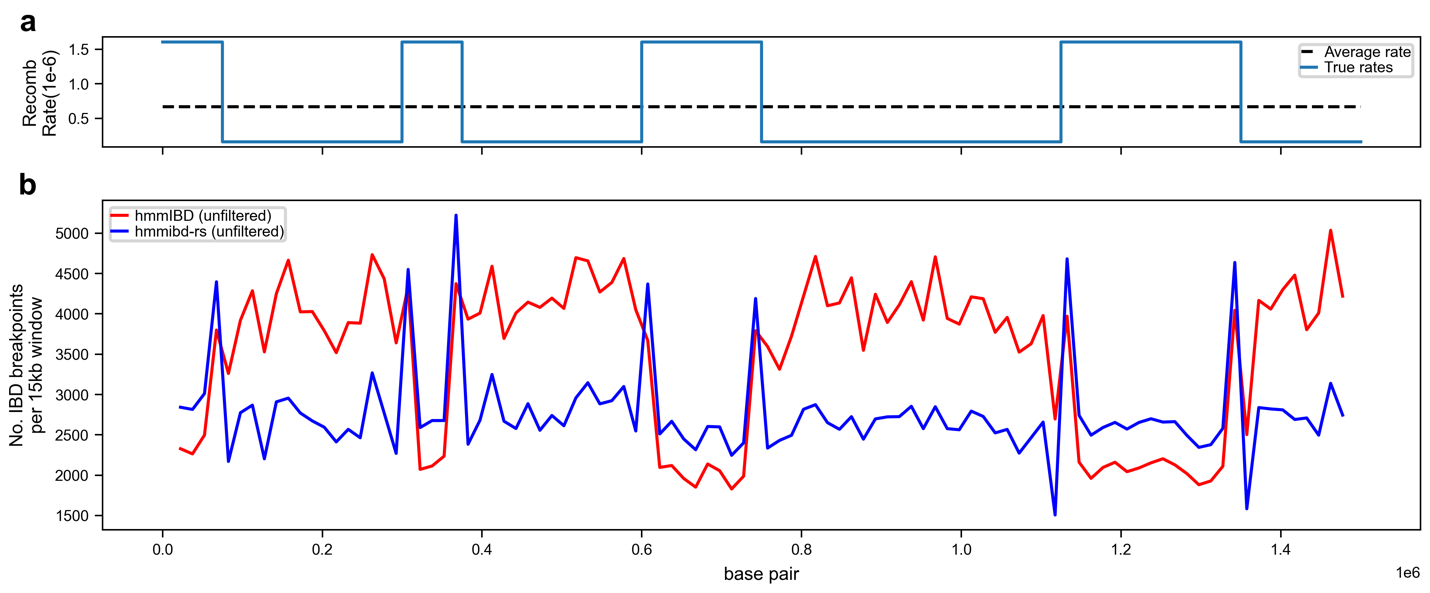 a
Recomb
Rate(1e-6)
1.5
1.0
0.5
Average rate
True rates
b
No. IBD breakpoints
per 15kb window
5000
4500
4000
3500
3000
2500
2000
1500
hmmIBD (unfiltered)
hmmibd-rs (unfiltered)
0.0 0.2 0.4 0.6 0.8 1.0 1.2 1.4
base pair
1e6